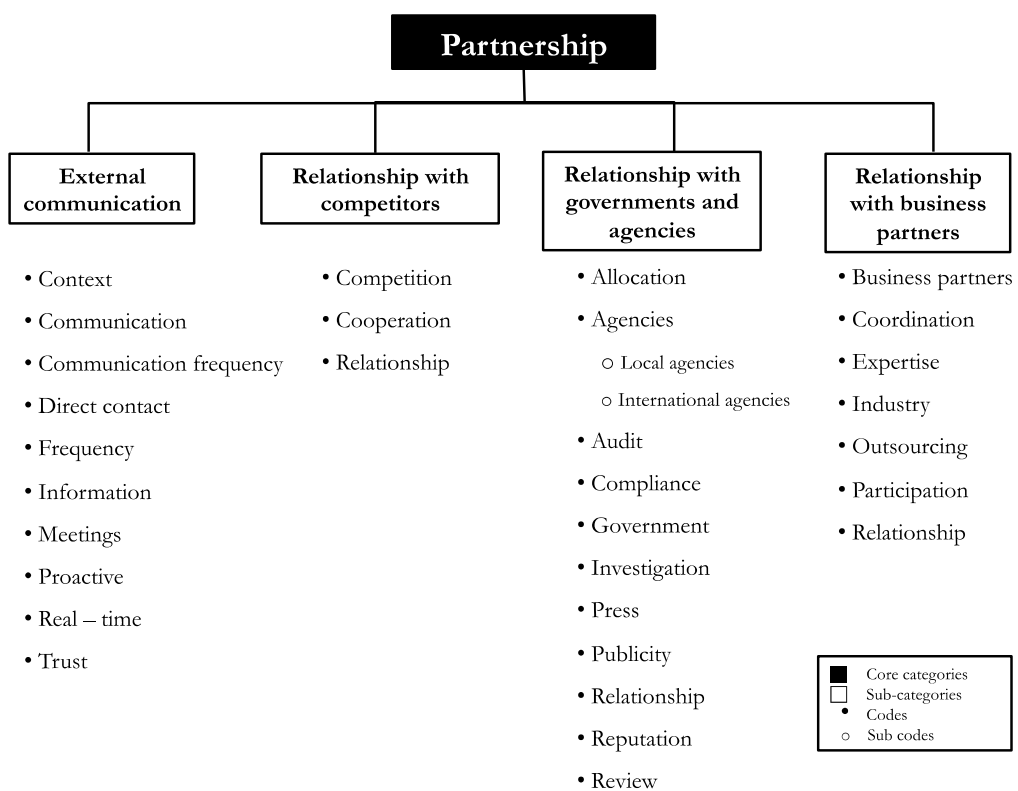 Partnership
External
communication
Relationship with
competitors
Relationship with
governments and
agencies
Relationship
with business
partners
• Context
• Communication
• Communication frequency
• Direct contact
• Frequency
• Information
• Meetings
• Proactive
• Real – time
• Trust
• Competition
• Cooperation
• Relationship
• Allocation
• Agencies
○ Local agencies
○ International agencies
• Audit
• Compliance
• Government
• Investigation
• Press
• Publicity
• Relationship
• Reputation
• Review
• Business partners
• Coordination
• Expertise
• Industry
• Outsourcing
• Participation
• Relationship
Core categories
Sub-categories
• Codes
○ Sub codes